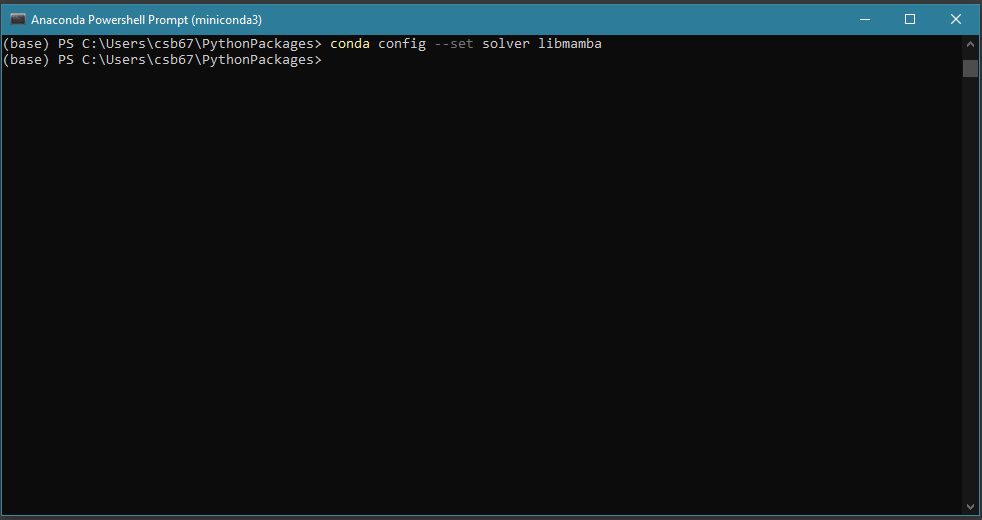 Anaconda Powershell Prompt (miniconda3)
(base) PS C:\Users\csb67\PythonPackages> conda config --set solver libmamba
(base) PS C:\Users\csb67\PythonPackages>